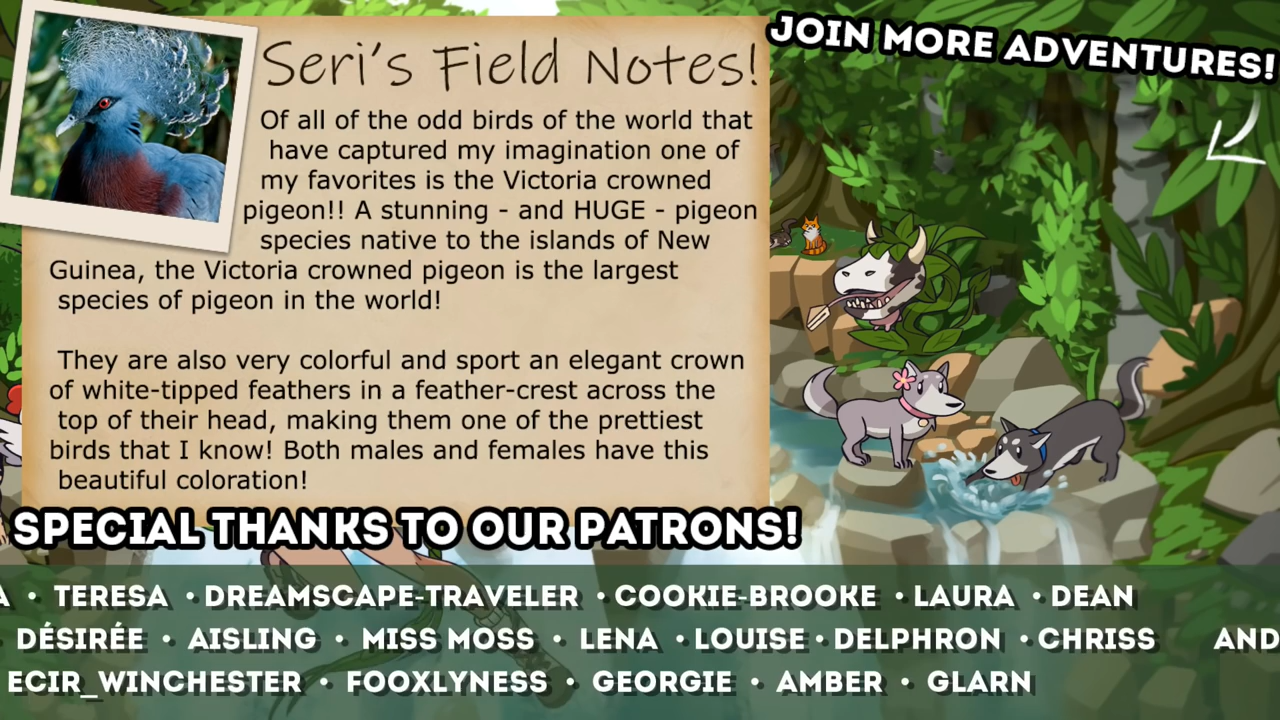 Seri's Field Notes!
JOIN MORE ADVENTURES!
Of all of the odd birds of the world that
have captured my imagination one of
my favorites is the Victoria crowned
pigeon!! A stunning - and HUGE - pigeon
species native to the islands of New
Guinea, the Victoria crowned pigeon is the largest
species of pigeon in the world!
They are also very colorful and sport an elegant crown
of white-tipped feathers in a feather-crest across the
top of their head, making them one of the prettiest
birds that I know! Both males and females have this
beautiful coloration!
SPECIAL THANKS TO OUR PATRONS!
A • TERESA • DREAMSCAPE-TRAVELER • COOKIE-BROOKE • LAURA • DEAN
DÉSIRÉE • AISLING • MISS MOSS • LENA • LOUISE • DELPHRON • CHRISS AND
ECIR_WINCHESTER • FOOXLYNESS • GEORGIE • AMBER • GLARN